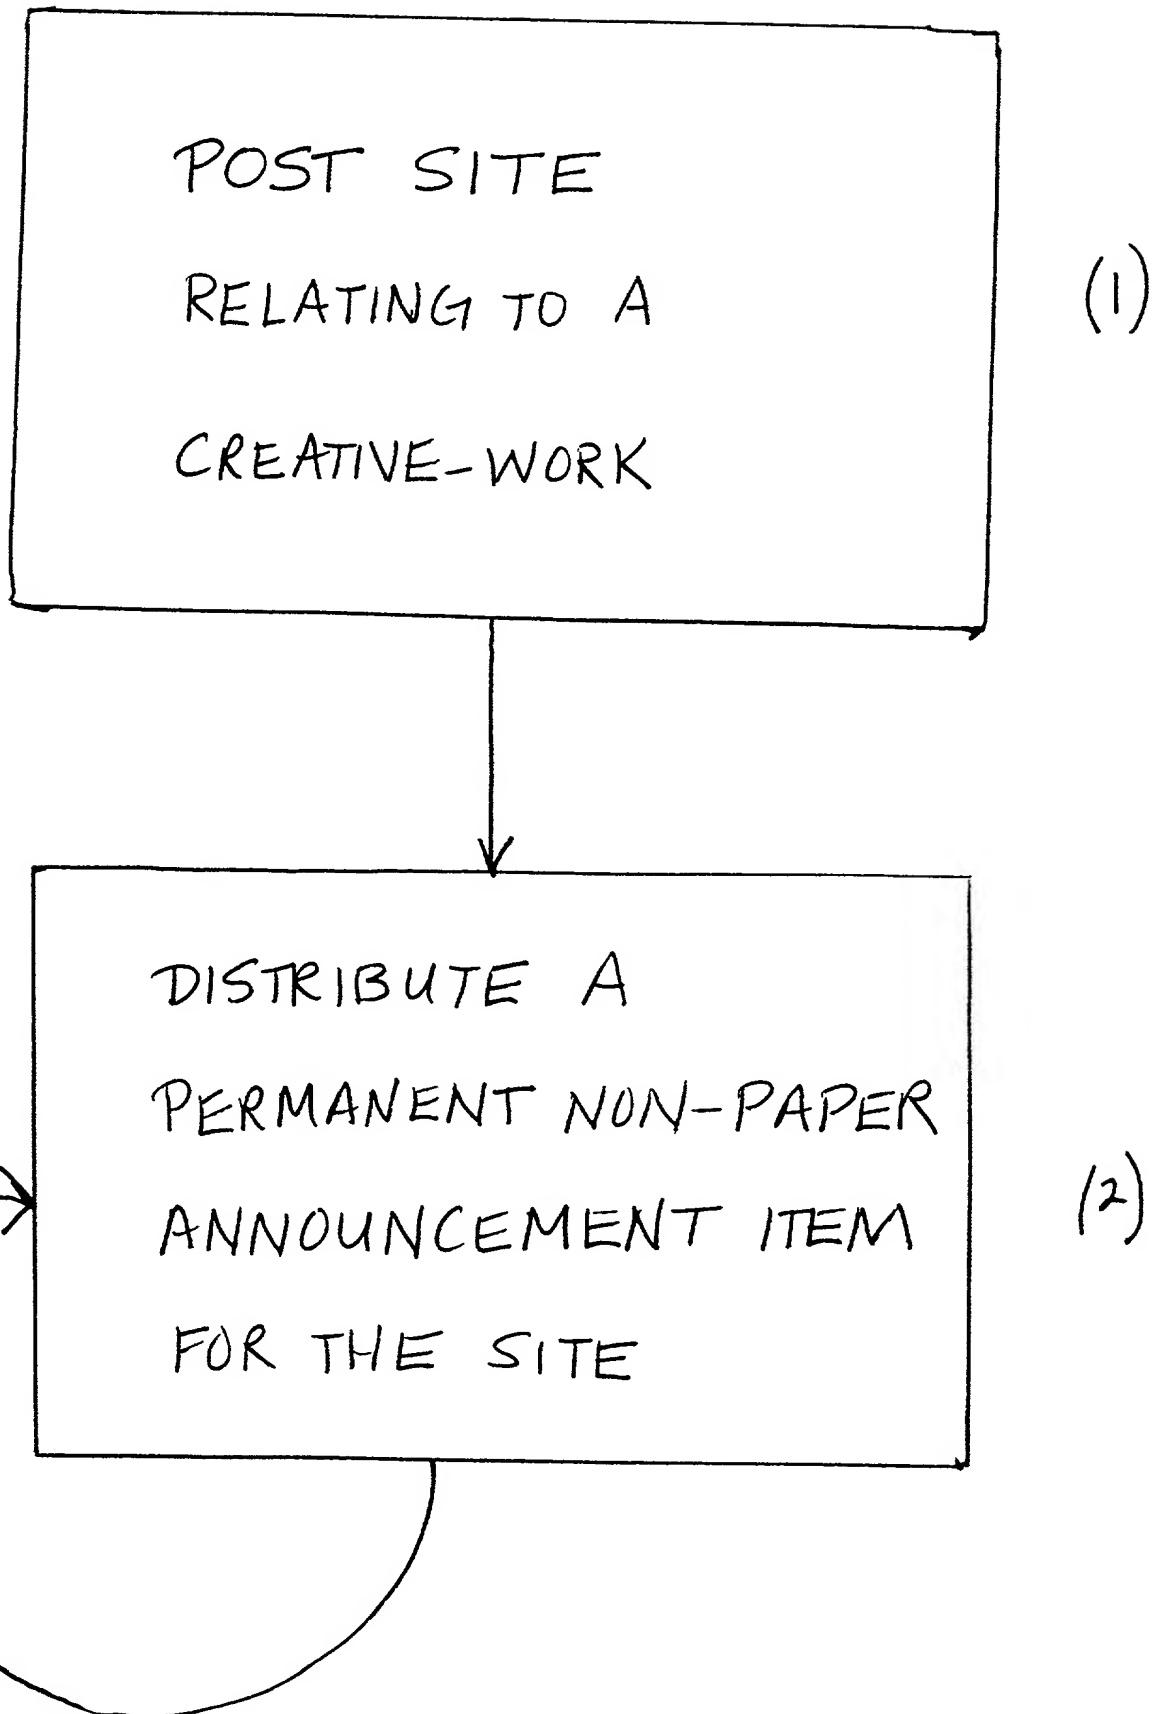 POST SITE
RELATING TO A
CREATIVE-WORK
(1)
DISTRIBUTE A
PERMANENT NON-PAPER
ANNOUNCEMENT ITEM
FOR THE SITE
(2)